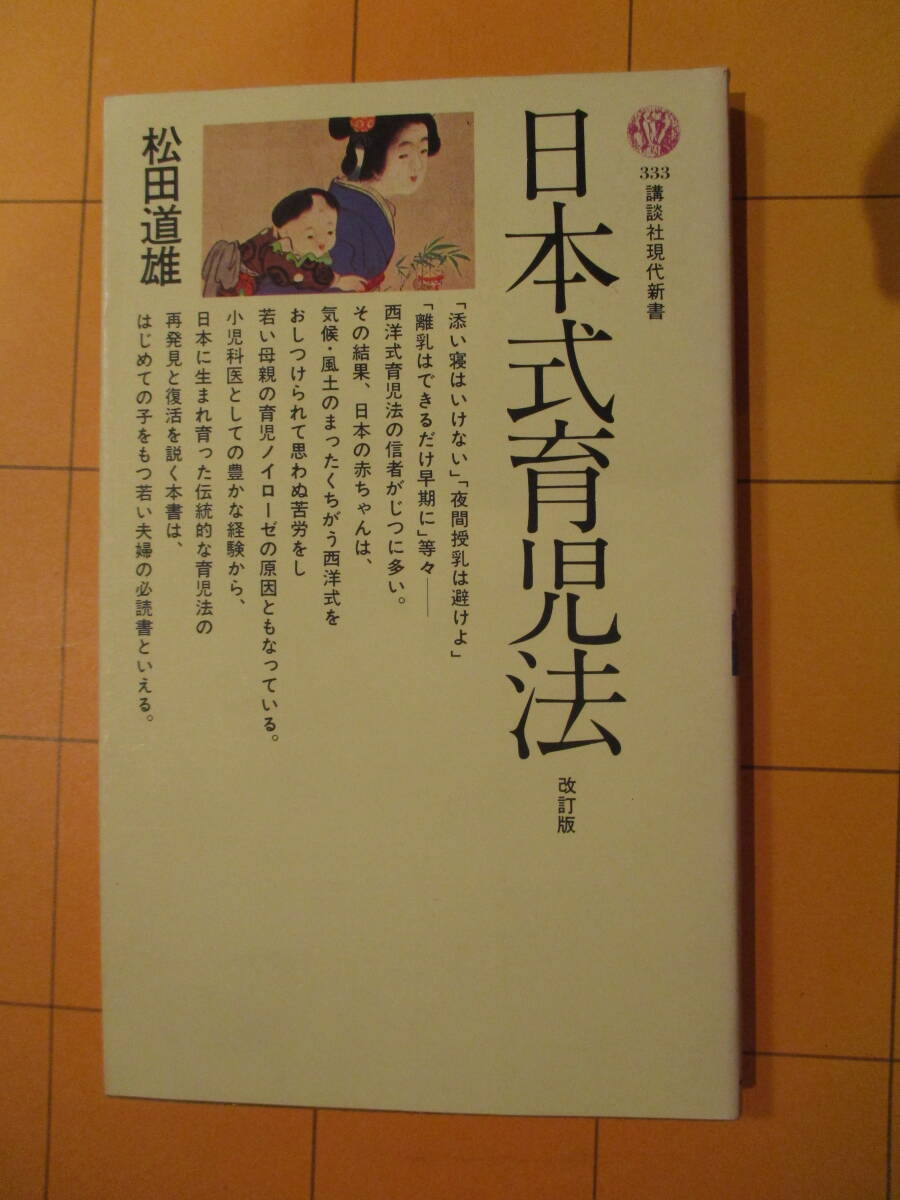 333
講談社現代新書
日本式育児法
改訂版
「添い寝はいけない」「夜間授乳は避けよ」
「離乳はできるだけ早期に」等々——
西洋式育児法の信者がじつに多い。
その結果、日本の赤ちゃんは、
気候・風土のまったくちがう西洋式を
おしつけられて思わぬ苦労をし
若い母親の育児ノイローゼの原因ともなっている。
小児科医としての豊かな経験から、
日本に生まれ育った伝統的な育児法の
再発見と復活を説く本書は、
はじめての子をもつ若い夫婦の必読書といえる。
松田道雄